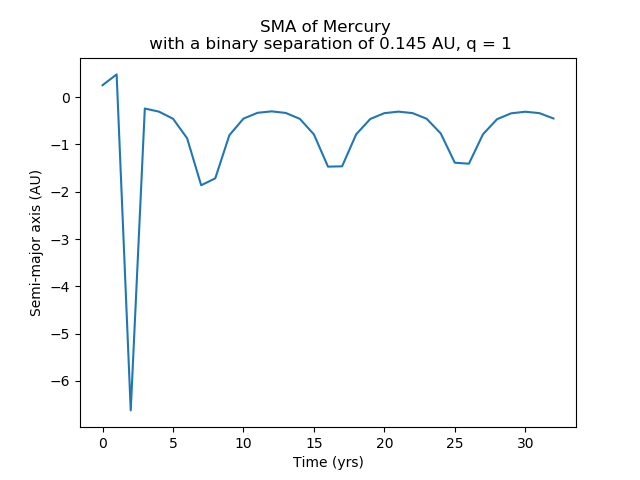 SMA of Mercury
with a binary separation of 0.145 AU, q = 1
Semi-major axis (AU)
0
−1
−2
−3
−4
−5
−6
0 5 10 15 20 25 30
Time (yrs)